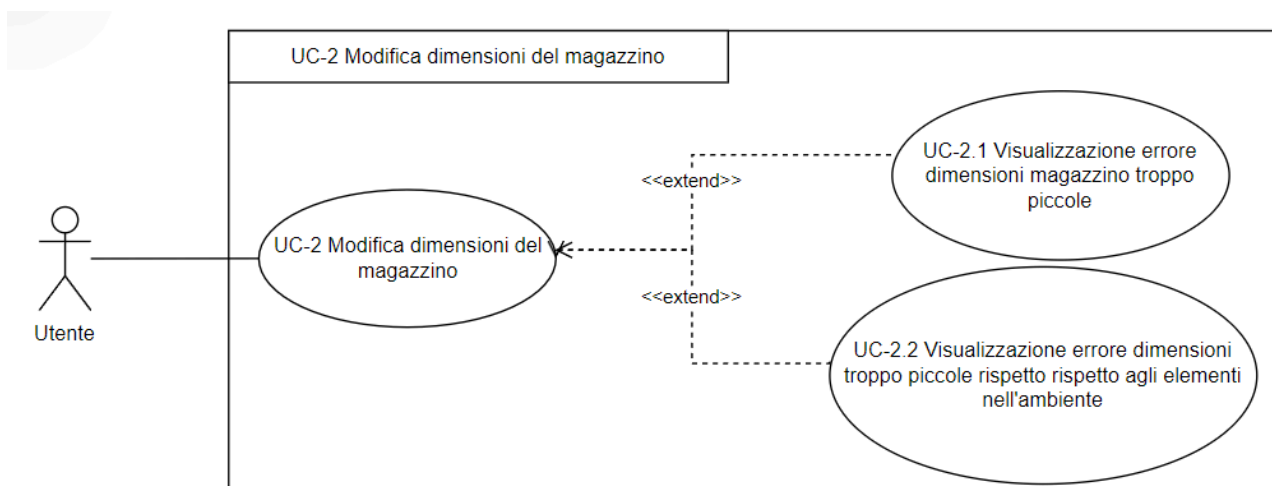 UC-2 Modifica dimensioni del magazzino
UC-2.1 Visualizzazione errore
dimensioni magazzino troppo
piccole
<<extend>>
UC-2 Modifica dimensioni del
magazzino
<<extend>>
Utente
UC-2.2 Visualizzazione errore dimensioni
troppo piccole rispetto rispetto agli elementi
nell'ambiente